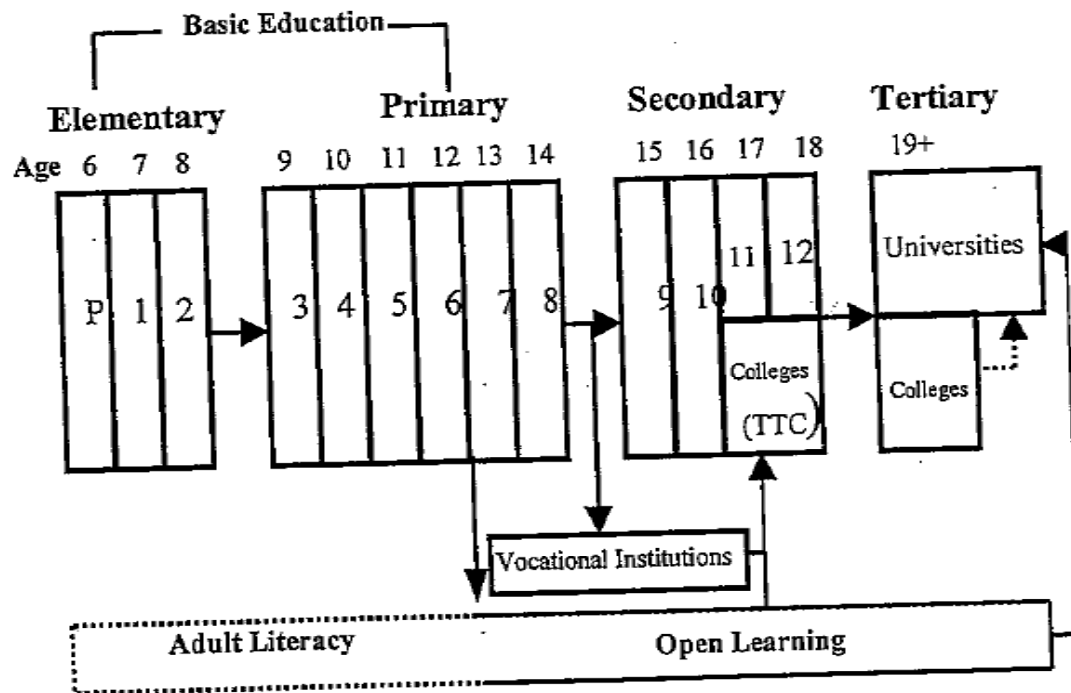 Basic Education
Elementary Primary Secondary Tertiary
Age 6 7 8 9 10 11 12 13 14 15 16 17 18 19+
P 1 2 3 4 5 6 7 8 9 10 11 12 Universities
Colleges
(TTC)
Colleges
Vocational Institutions
Adult Literacy Open Learning